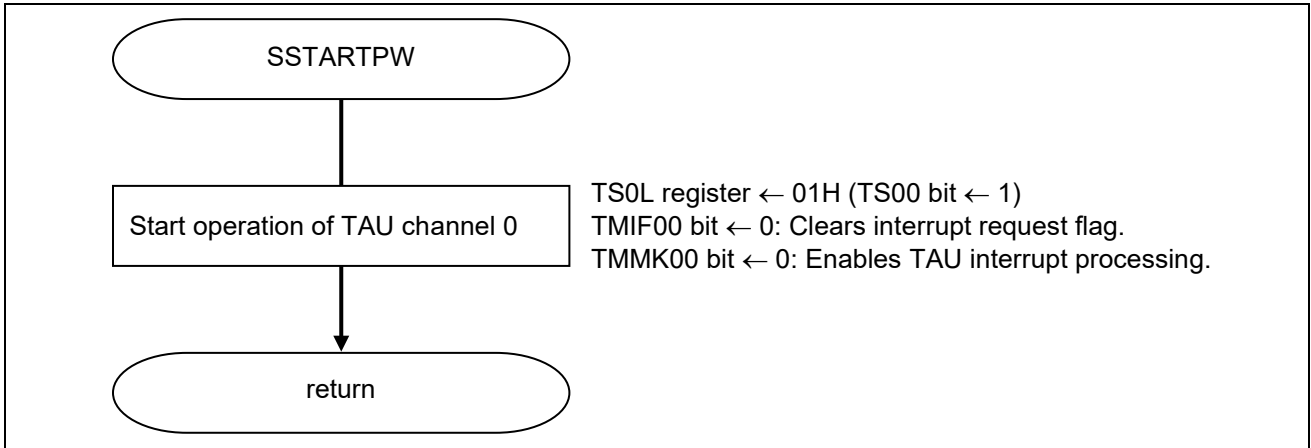 SSTARTPW
Start operation of TAU channel 0
TS0L register ← 01H (TS00 bit ← 1)
TMIF00 bit ← 0: Clears interrupt request flag.
TMMK00 bit ← 0: Enables TAU interrupt processing.
return